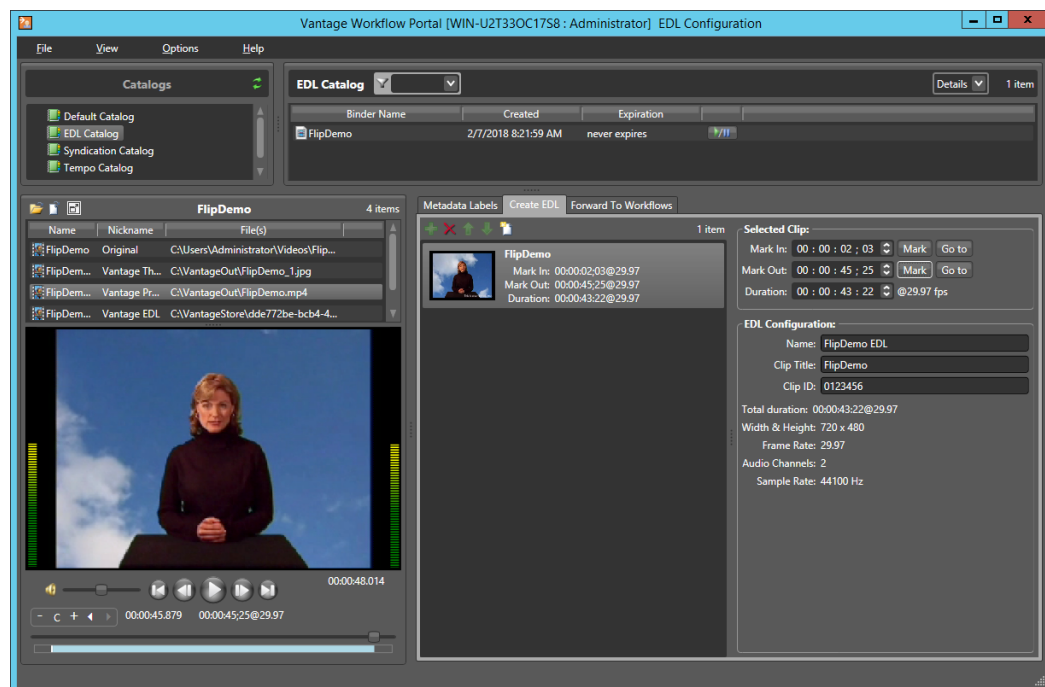 Vantage Workflow Portal [WIN-U2T33OC17S8 : Administrator] EDL Configuration
File View Options Help
Catalogs
Default Catalog
EDL Catalog
Syndication Catalog
Tempo Catalog
EDL Catalog Details 1 item
Binder Name Created Expiration
FlipDemo 2/7/2018 8:21:59 AM never expires
FlipDemo 4 items
Name Nickname File(s)
FlipDemo Original C:\Users\Administrator\Videos\Flip...
FlipDem... Vantage Th... C:\VantageOut\FlipDemo_1.jpg
FlipDem... Vantage Pr... C:\VantageOut\FlipDemo.mp4
FlipDem... Vantage EDL C:\VantageStore\dde772be-bcb4-4...
00:00:48.014
- C + 00:00:45.879 00:00:45;25@29.97
Metadata Labels Create EDL Forward To Workflows
1 item
FlipDemo
Mark In: 00:00:02;03@29.97
Mark Out: 00:00:45;25@29.97
Duration: 00:00:43:22@29.97
Selected Clip:
Mark In: 00 : 00 : 02 ; 03 Mark Go to
Mark Out: 00 : 00 : 45 ; 25 Mark Go to
Duration: 00 : 00 : 43 : 22 @29.97 fps
EDL Configuration:
Name: FlipDemo EDL
Clip Title: FlipDemo
Clip ID: 0123456
Total duration: 00:00:43:22@29.97
Width & Height: 720 x 480
Frame Rate: 29.97
Audio Channels: 2
Sample Rate: 44100 Hz